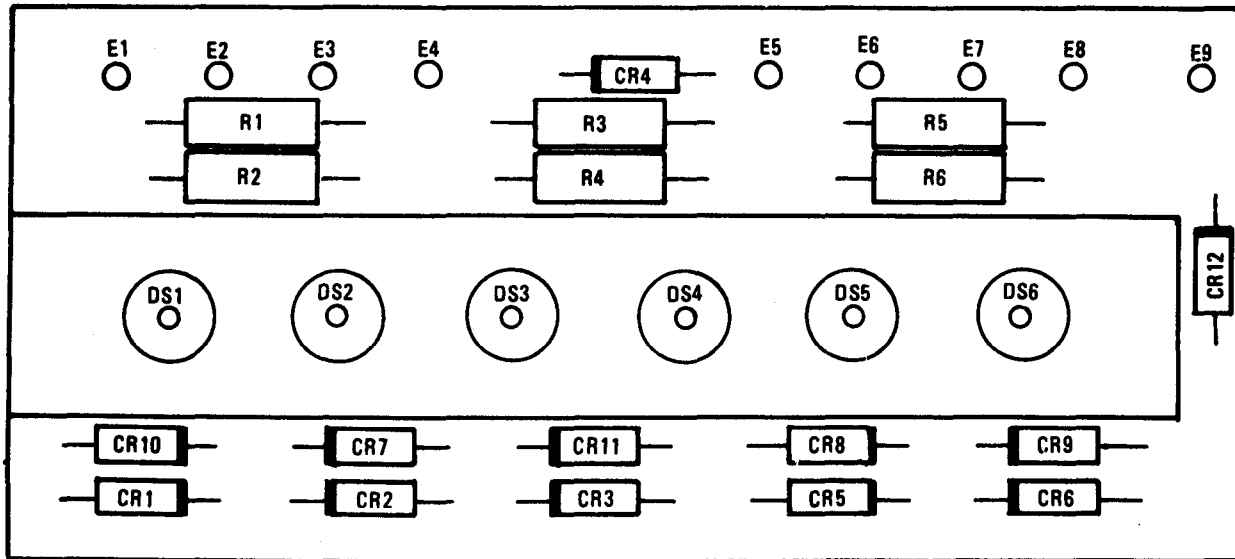 E1 E2 E3 E4 E5 E6 E7 E8 E9
CR4
R1 R3 R5
R2 R4 R6
CR12
DS1 DS2 DS3 DS4 DS5 DS6
CR10 CR7 CR11 CR8 CR9
CR1 CR2 CR3 CR5 CR6